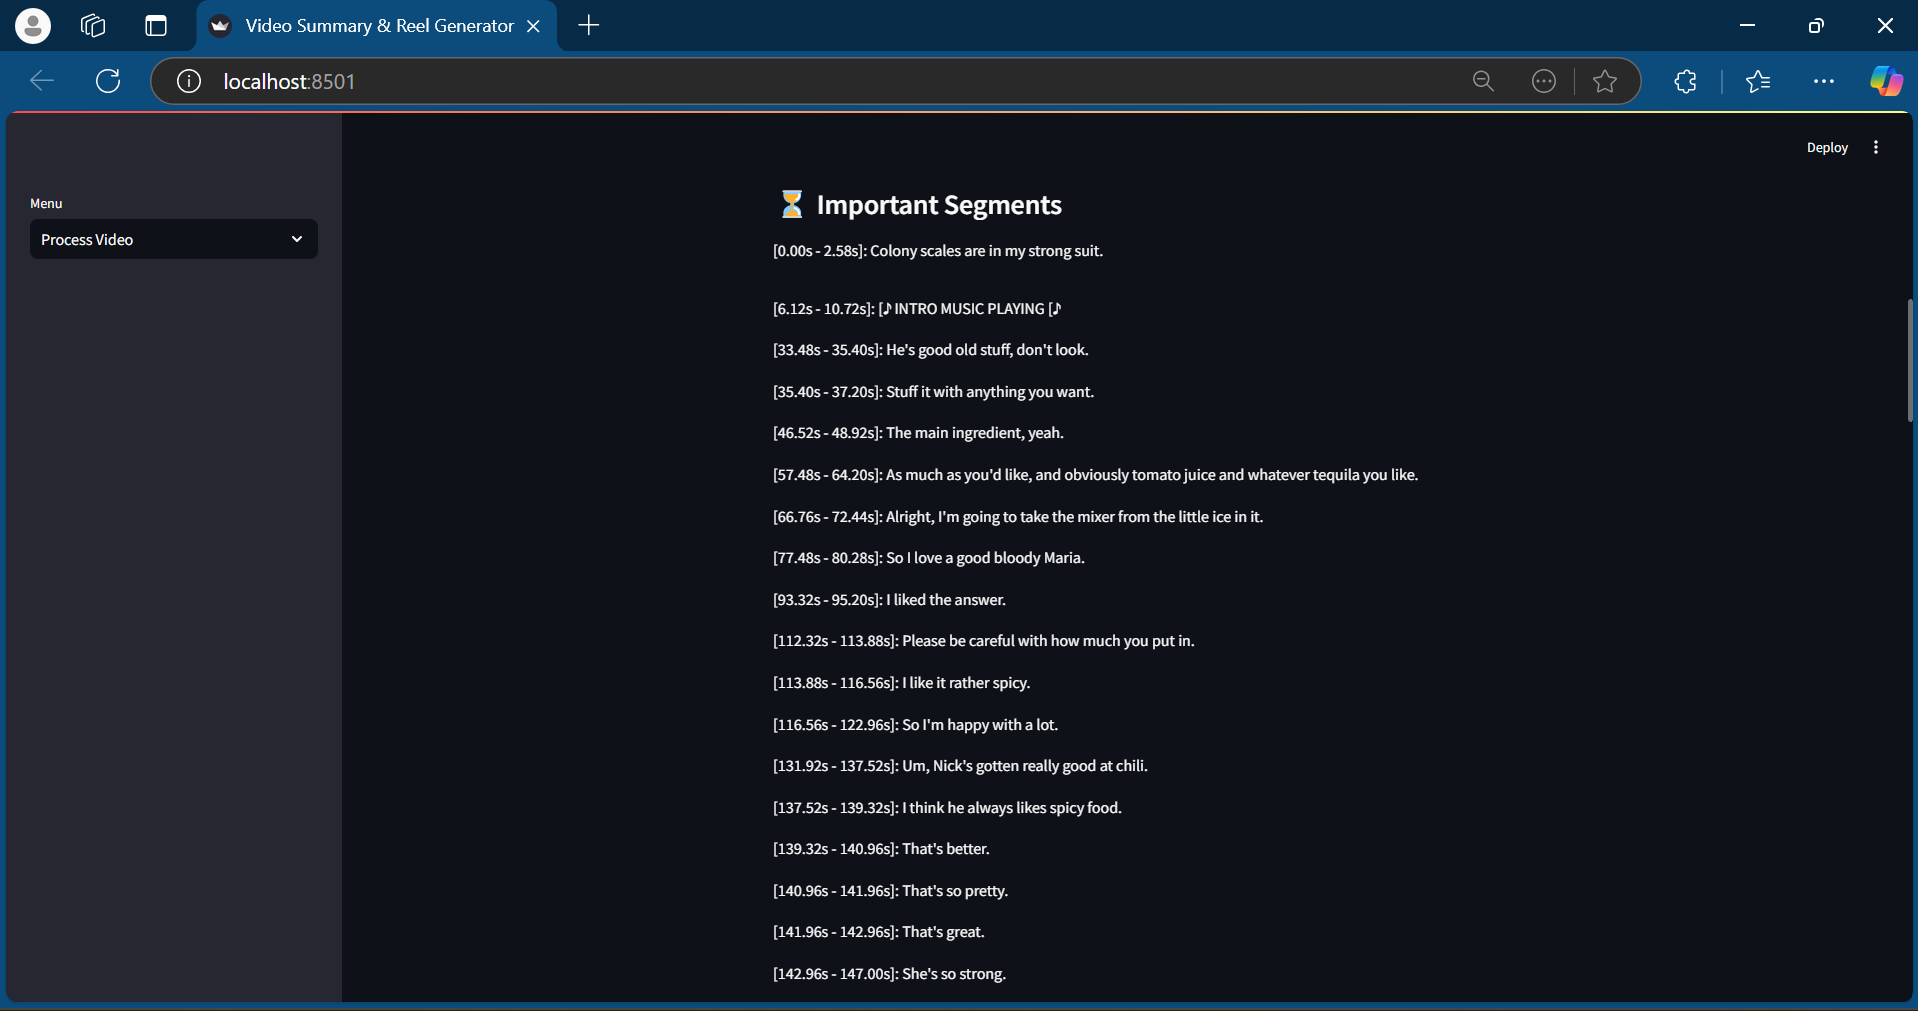 Video Summary & Reel Generator
localhost:8501
Deploy
Menu
Process Video
⏳ Important Segments
[0.00s - 2.58s]: Colony scales are in my strong suit.
[6.12s - 10.72s]: [♪ INTRO MUSIC PLAYING [♪
[33.48s - 35.40s]: He's good old stuff, don't look.
[35.40s - 37.20s]: Stuff it with anything you want.
[46.52s - 48.92s]: The main ingredient, yeah.
[57.48s - 64.20s]: As much as you'd like, and obviously tomato juice and whatever tequila you like.
[66.76s - 72.44s]: Alright, I'm going to take the mixer from the little ice in it.
[77.48s - 80.28s]: So I love a good bloody Maria.
[93.32s - 95.20s]: I liked the answer.
[112.32s - 113.88s]: Please be careful with how much you put in.
[113.88s - 116.56s]: I like it rather spicy.
[116.56s - 122.96s]: So I'm happy with a lot.
[131.92s - 137.52s]: Um, Nick's gotten really good at chili.
[137.52s - 139.32s]: I think he always likes spicy food.
[139.32s - 140.96s]: That's better.
[140.96s - 141.96s]: That's so pretty.
[141.96s - 142.96s]: That's great.
[142.96s - 147.00s]: She's so strong.